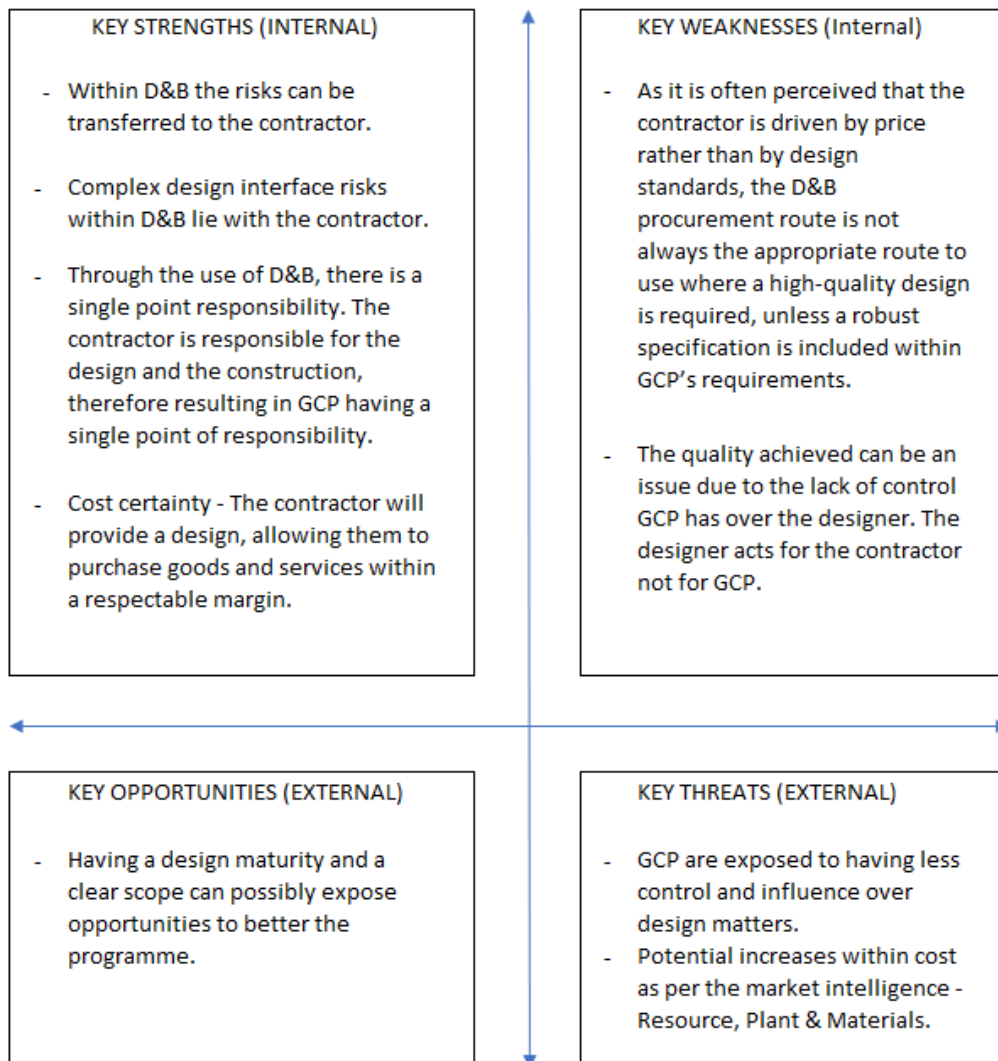 KEY STRENGTHS (INTERNAL)
- Within D&B the risks can be
transferred to the contractor.
- Complex design interface risks
within D&B lie with the contractor.
- Through the use of D&B, there is a
single point responsibility. The
contractor is responsible for the
design and the construction,
therefore resulting in GCP having a
single point of responsibility.
- Cost certainty - The contractor will
provide a design, allowing them to
purchase goods and services within
a respectable margin.
KEY WEAKNESSES (Internal)
- As it is often perceived that the
contractor is driven by price
rather than by design
standards, the D&B
procurement route is not
always the appropriate route to
use where a high-quality design
is required, unless a robust
specification is included within
GCP’s requirements.
- The quality achieved can be an
issue due to the lack of control
GCP has over the designer. The
designer acts for the contractor
not for GCP.
KEY OPPORTUNITIES (EXTERNAL)
- Having a design maturity and a
clear scope can possibly expose
opportunities to better the
programme.
KEY THREATS (EXTERNAL)
- GCP are exposed to having less
control and influence over
design matters.
- Potential increases within cost
as per the market intelligence -
Resource, Plant & Materials.